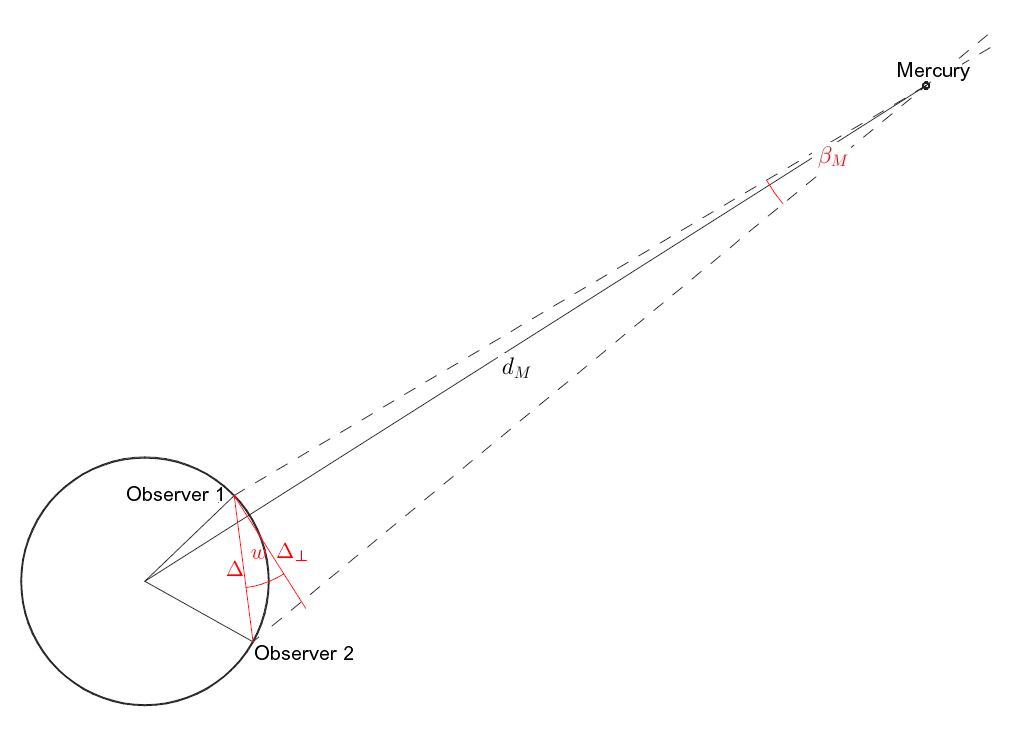 Mercury
β_M
d_M
Observer 1
w Δ_⊥
Δ
Observer 2